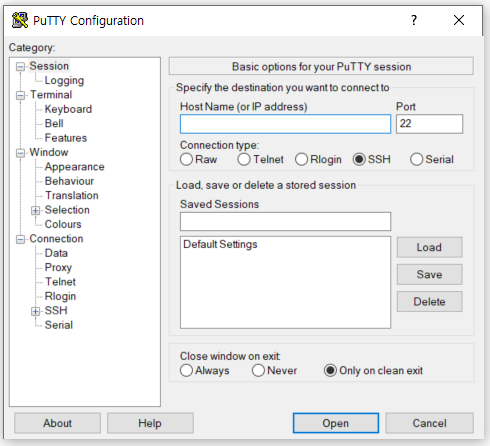 PuTTY Configuration
Category:
Session
Logging
Terminal
Keyboard
Bell
Features
Window
Appearance
Behaviour
Translation
Selection
Colours
Connection
Data
Proxy
Telnet
Rlogin
SSH
Serial
Basic options for your PuTTY session
Specify the destination you want to connect to
Host Name (or IP address) Port
22
Connection type:
Raw Telnet Rlogin SSH Serial
Load, save or delete a stored session
Saved Sessions
Default Settings
Load
Save
Delete
Close window on exit:
Always Never Only on clean exit
About Help Open Cancel